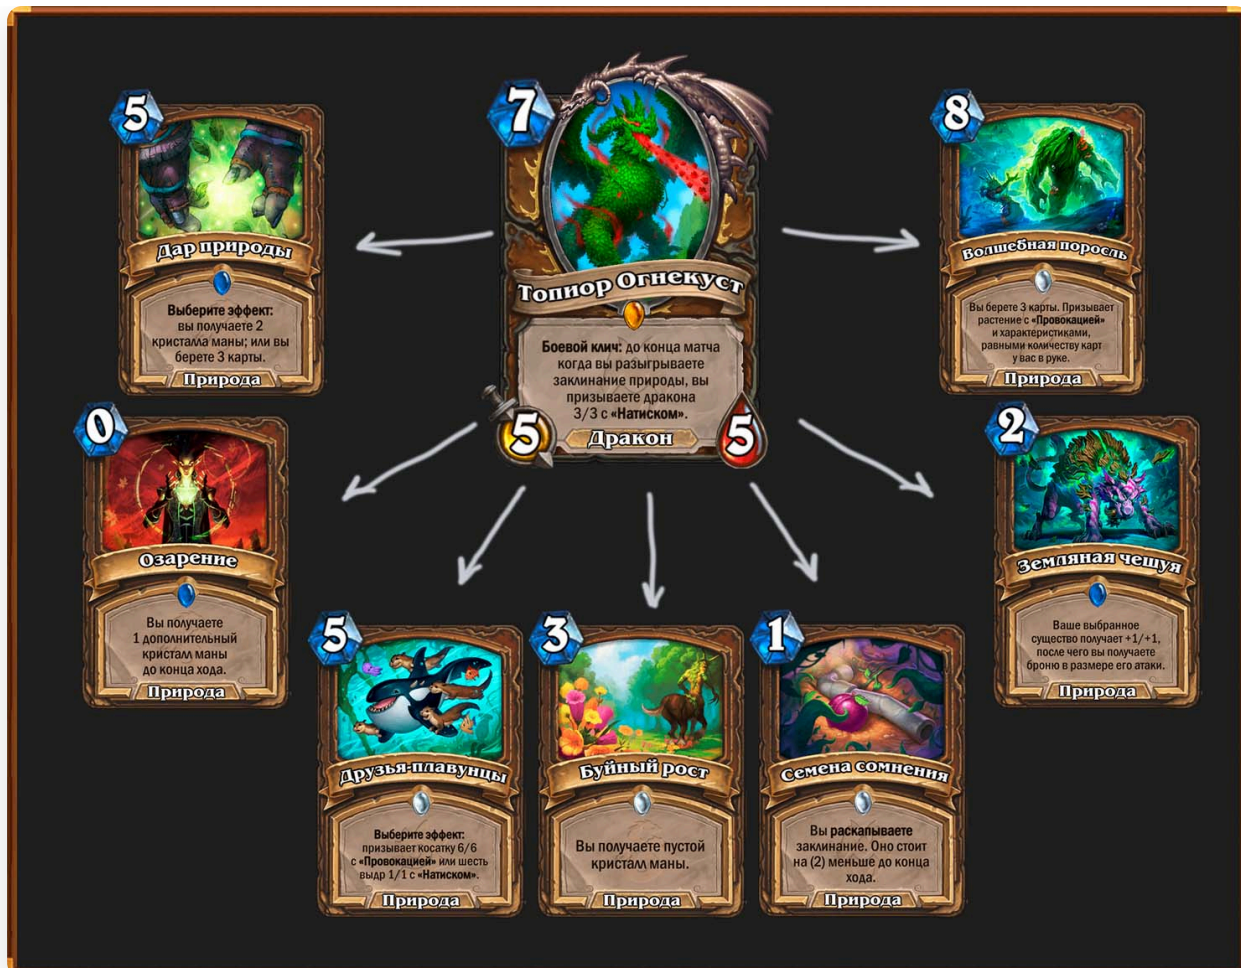 5
Дар природы
Выберите эффект:
вы получаете 2
кристалла маны; или вы
берете 3 карты.
Природа
7
Топиор Огнекуст
Боевой клич: до конца матча
когда вы разыгрываете
заклинание природы, вы
призываете дракона
3/3 с «Натиском».
5
Дракон
5
8
Волшебная поросль
Вы берете 3 карты. Призывает
растение с «Провокацией»
и характеристиками,
равными количеству карт
у вас в руке.
Природа
0
Озарение
Вы получаете
1 дополнительный
кристалл маны
до конца хода.
Природа
2
Земляная чешуя
Ваше выбранное
существо получает +1/+1,
после чего вы получаете
броню в размере его атаки.
Природа
5
Друзья-плавунцы
Выберите эффект:
призывает косатку 6/6
с «Провокацией» или шесть
выдр 1/1 с «Натиском».
Природа
3
Буйный рост
Вы получаете пустой
кристалл маны.
Природа
1
Семена сомнения
Вы раскапываете
заклинание. Оно стоит
на (2) меньше до конца
хода.
Природа